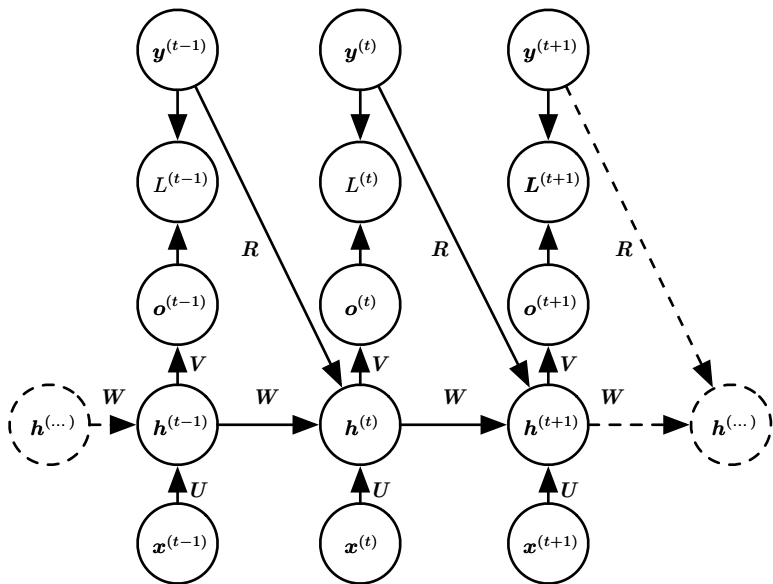 y^(t−1) y^(t) y^(t+1)
L^(t−1) L^(t) L^(t+1)
R R R
o^(t−1) o^(t) o^(t+1)
V V V
W W W W
h^(...) h^(t−1) h^(t) h^(t+1) h^(...)
U U U
x^(t−1) x^(t) x^(t+1)